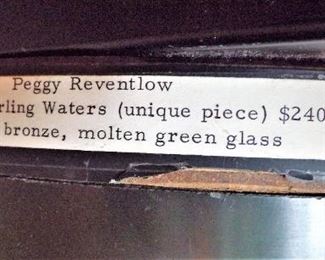 Peggy Reventlow
rling Waters (unique piece) $240
bronze, molten green glass